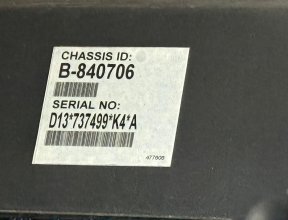 CHASSIS ID:
B-840706
SERIAL NO:
D13*737499*K4*A
477606